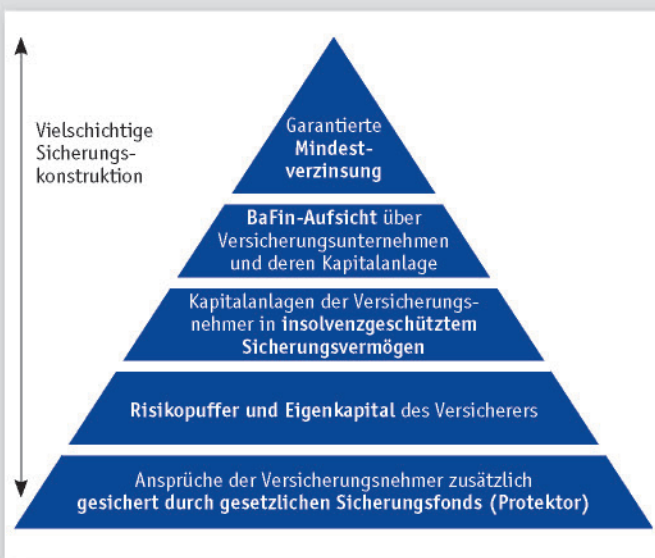 Vielschichtige
Sicherungs-
konstruktion
Garantierte
Mindest-
verzinsung
BaFin-Aufsicht über
Versicherungsunternehmen
und deren Kapitalanlage
Kapitalanlagen der Versicherungs-
nehmer in insolvenzgeschütztem
Sicherungsvermögen
Risikopuffer und Eigenkapital des Versicherers
Ansprüche der Versicherungsnehmer zusätzlich
gesichert durch gesetzlichen Sicherungsfonds (Protektor)